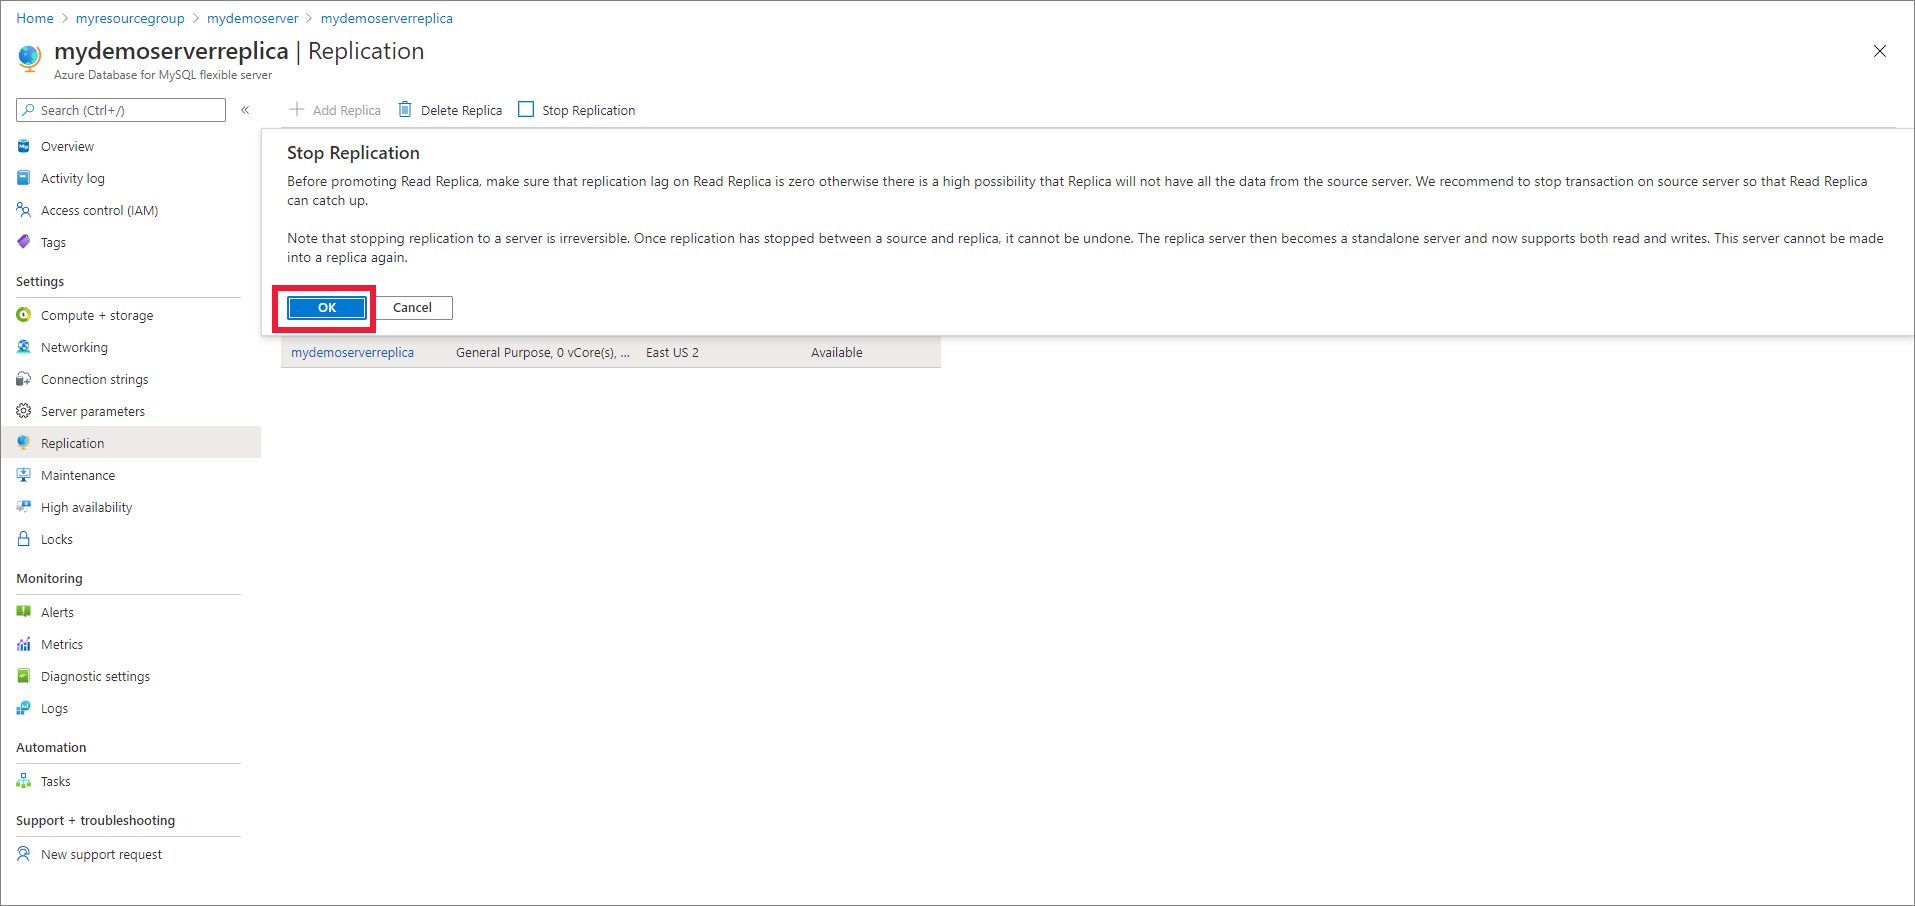 Home > myresourcegroup > mydemoserver > mydemoserverreplica
mydemoserverreplica | Replication
Azure Database for MySQL flexible server
Search (Ctrl+/)
«
Add Replica
Delete Replica
Stop Replication
Overview
Activity log
Access control (IAM)
Tags
Settings
Compute + storage
Networking
Connection strings
Server parameters
Replication
Maintenance
High availability
Locks
Monitoring
Alerts
Metrics
Diagnostic settings
Logs
Automation
Tasks
Support + troubleshooting
New support request
Stop Replication
Before promoting Read Replica, make sure that replication lag on Read Replica is zero otherwise there is a high possibility that Replica will not have all the data from the source server. We recommend to stop transaction on source server so that Read Replica
can catch up.
Note that stopping replication to a server is irreversible. Once replication has stopped between a source and replica, it cannot be undone. The replica server then becomes a standalone server and now supports both read and writes. This server cannot be made
into a replica again.
OK
Cancel
mydemoserverreplica General Purpose, 0 vCore(s), ... East US 2 Available